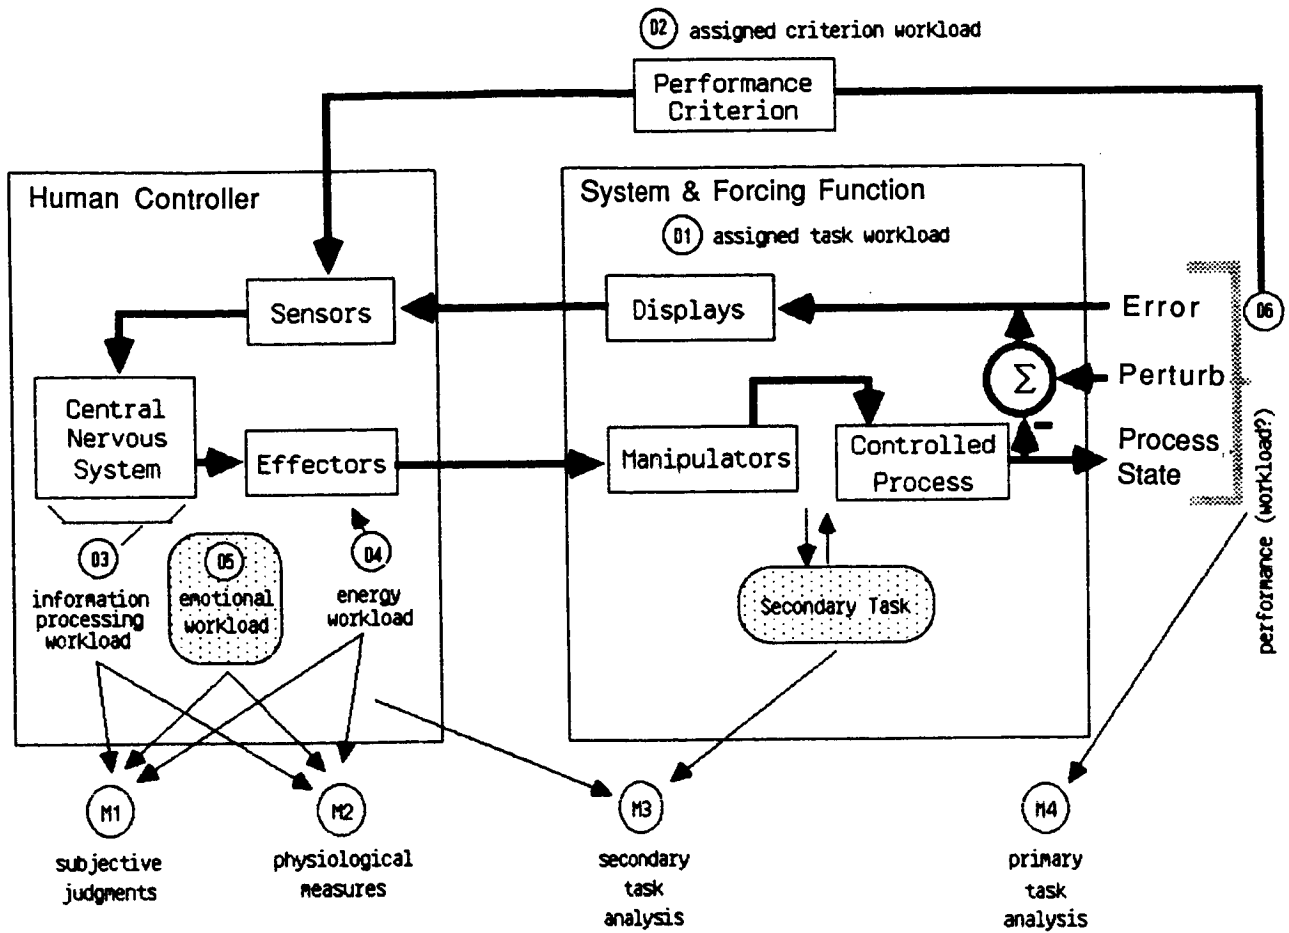 D2 assigned criterion workload
Performance
Criterion
Human Controller
System & Forcing Function
D1 assigned task workload
Sensors
Displays
Error
D6
Σ
Perturb
Central
Nervous
System
Effectors
Manipulators
Controlled
Process
−
Process
State
performance (workload?)
D3
information
processing
workload
D5
emotional
workload
D4
energy
workload
Secondary Task
M1
subjective
judgments
M2
physiological
measures
M3
secondary
task
analysis
M4
primary
task
analysis